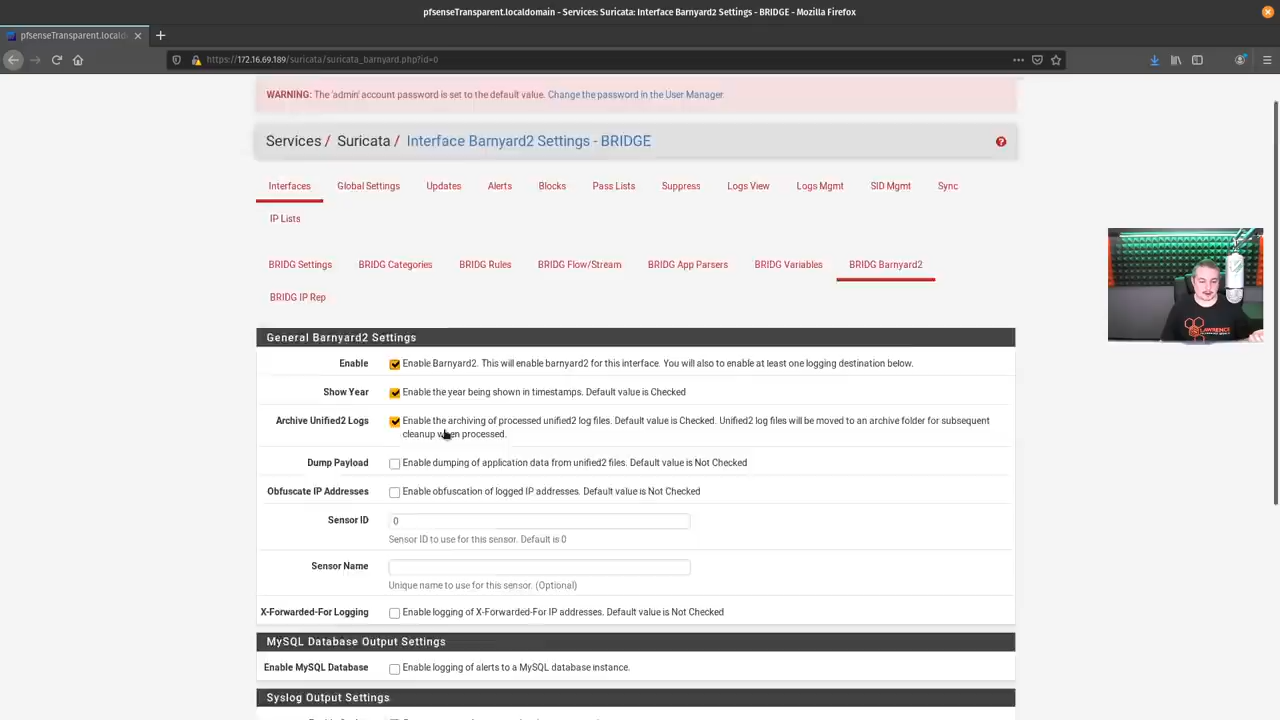 pfsenseTransparent.localdomain - Services: Suricata: Interface Barnyard2 Settings - BRIDGE - Mozilla Firefox
pfsenseTransparent.locald
https://172.16.69.189/suricata/suricata_barnyard.php?id=0
WARNING: The 'admin' account password is set to the default value. Change the password in the User Manager.
Services / Suricata / Interface Barnyard2 Settings - BRIDGE
Interfaces Global Settings Updates Alerts Blocks Pass Lists Suppress Logs View Logs Mgmt SID Mgmt Sync
IP Lists
BRIDG Settings BRIDG Categories BRIDG Rules BRIDG Flow/Stream BRIDG App Parsers BRIDG Variables BRIDG Barnyard2
BRIDG IP Rep
General Barnyard2 Settings
Enable Enable Barnyard2. This will enable barnyard2 for this interface. You will also to enable at least one logging destination below.
Show Year Enable the year being shown in timestamps. Default value is Checked
Archive Unified2 Logs Enable the archiving of processed unified2 log files. Default value is Checked. Unified2 log files will be moved to an archive folder for subsequent
cleanup when processed.
Dump Payload Enable dumping of application data from unified2 files. Default value is Not Checked
Obfuscate IP Addresses Enable obfuscation of logged IP addresses. Default value is Not Checked
Sensor ID 0
Sensor ID to use for this sensor. Default is 0
Sensor Name
Unique name to use for this sensor. (Optional)
X-Forwarded-For Logging Enable logging of X-Forwarded-For IP addresses. Default value is Not Checked
MySQL Database Output Settings
Enable MySQL Database Enable logging of alerts to a MySQL database instance.
Syslog Output Settings
LAWRENCE